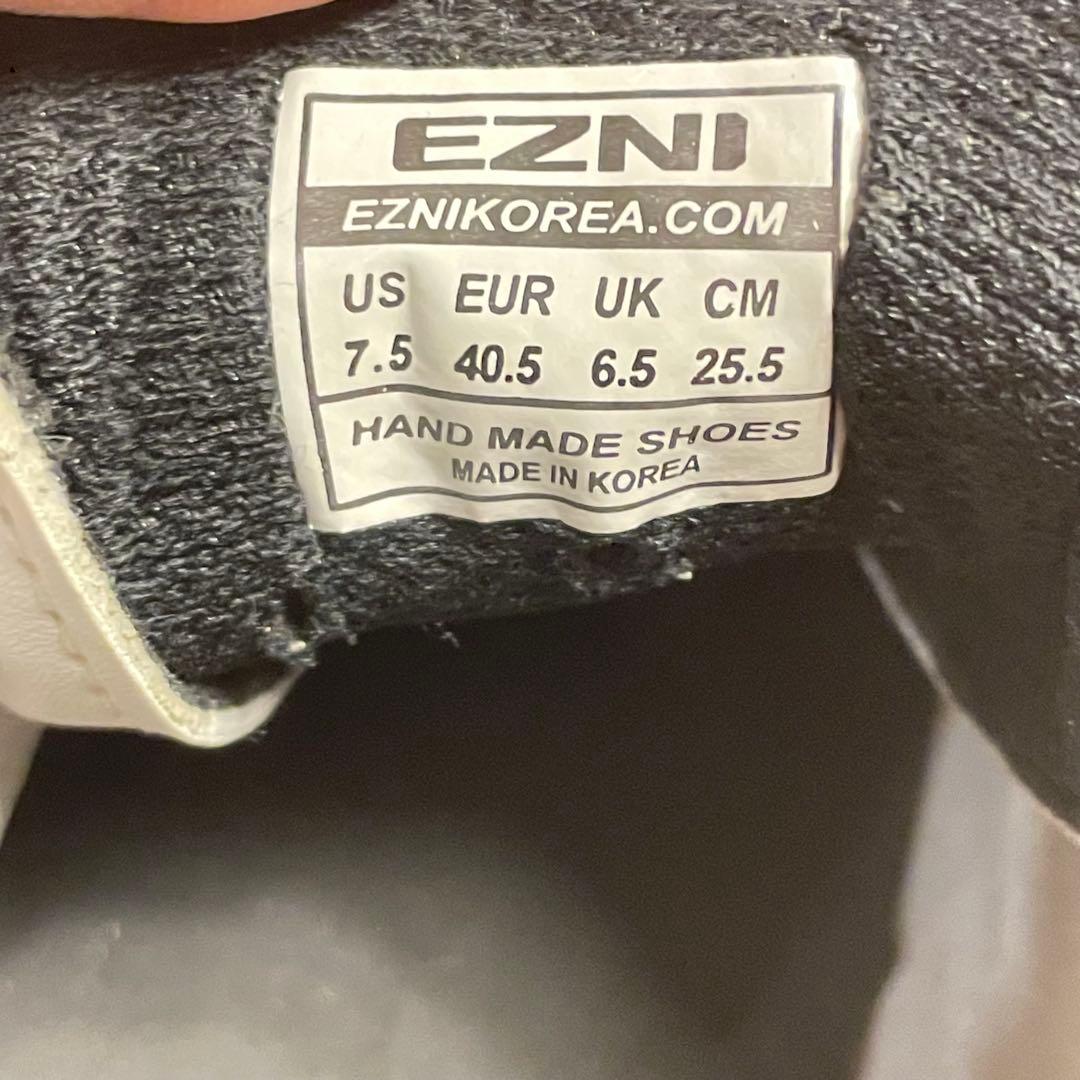 EZNI
EZNIKOREA.COM
US EUR UK CM
7.5 40.5 6.5 25.5
HAND MADE SHOES
MADE IN KOREA